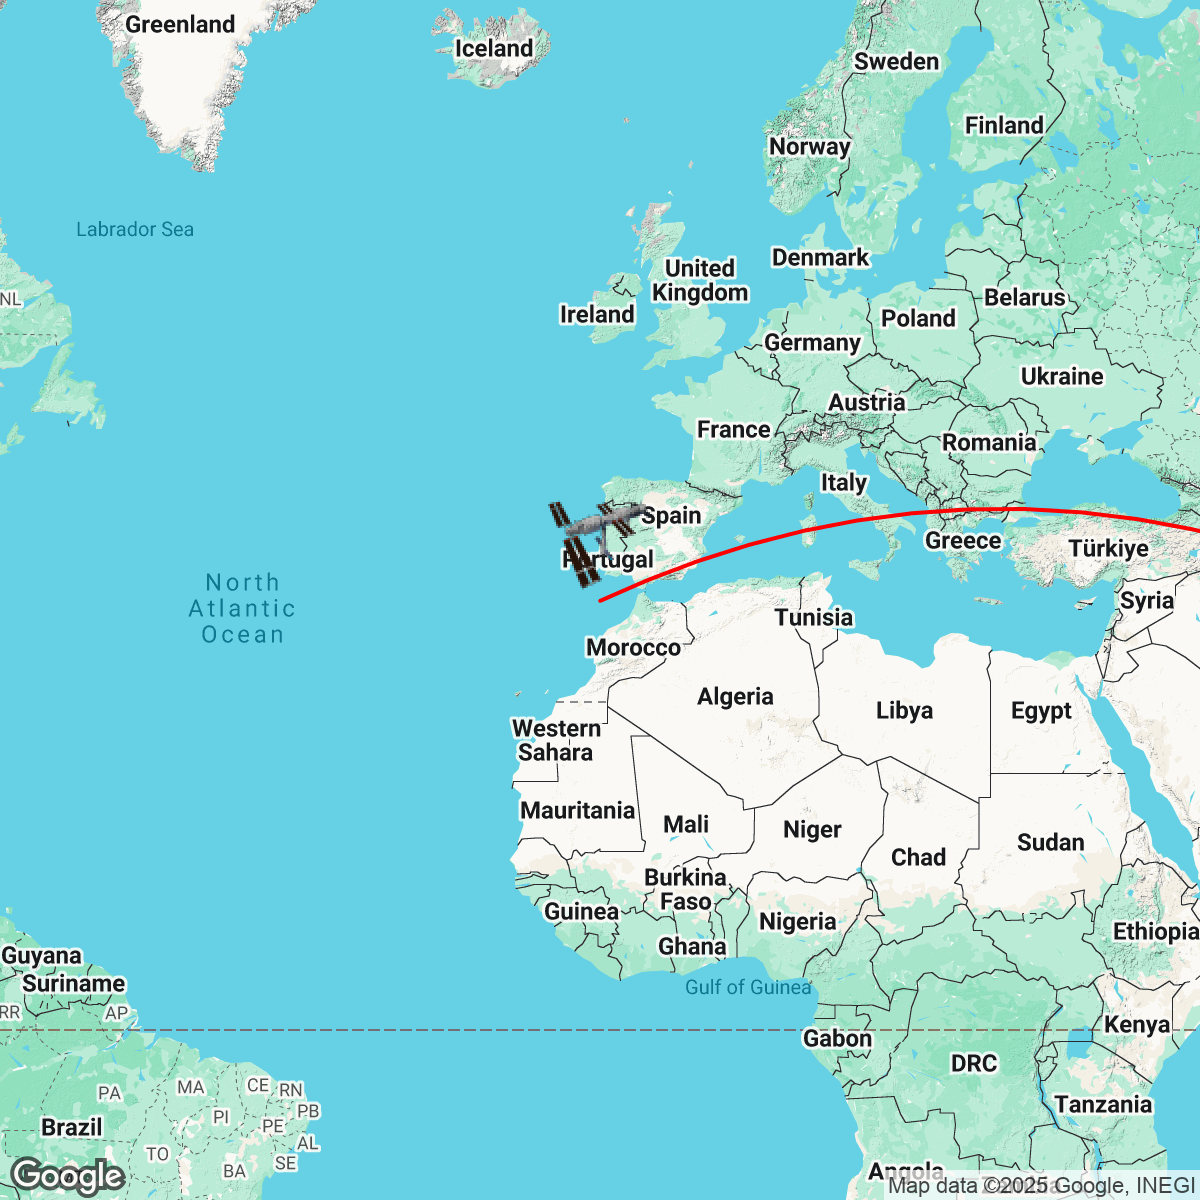 Greenland
Iceland
Sweden
Finland
Norway
Labrador Sea
Denmark
United
Kingdom
NL
Belarus
Ireland
Poland
Germany
Ukraine
Austria
France
Romania
Italy
Spain
Greece
Türkiye
Portugal
North
Atlantic
Ocean
Syria
Tunisia
Morocco
Algeria
Libya
Egypt
Western
Sahara
Mauritania
Mali
Niger
Sudan
Chad
Burkina
Faso
Guinea
Nigeria
Ethiopia
Ghana
Guyana
Suriname
Gulf of Guinea
RR
AP
Kenya
Gabon
DRC
PA
MA
CE
RN
PI
PB
PE
Brazil
AL
Tanzania
TO
SE
BA
Angola
Google
Map data ©2025 Google, INEGI